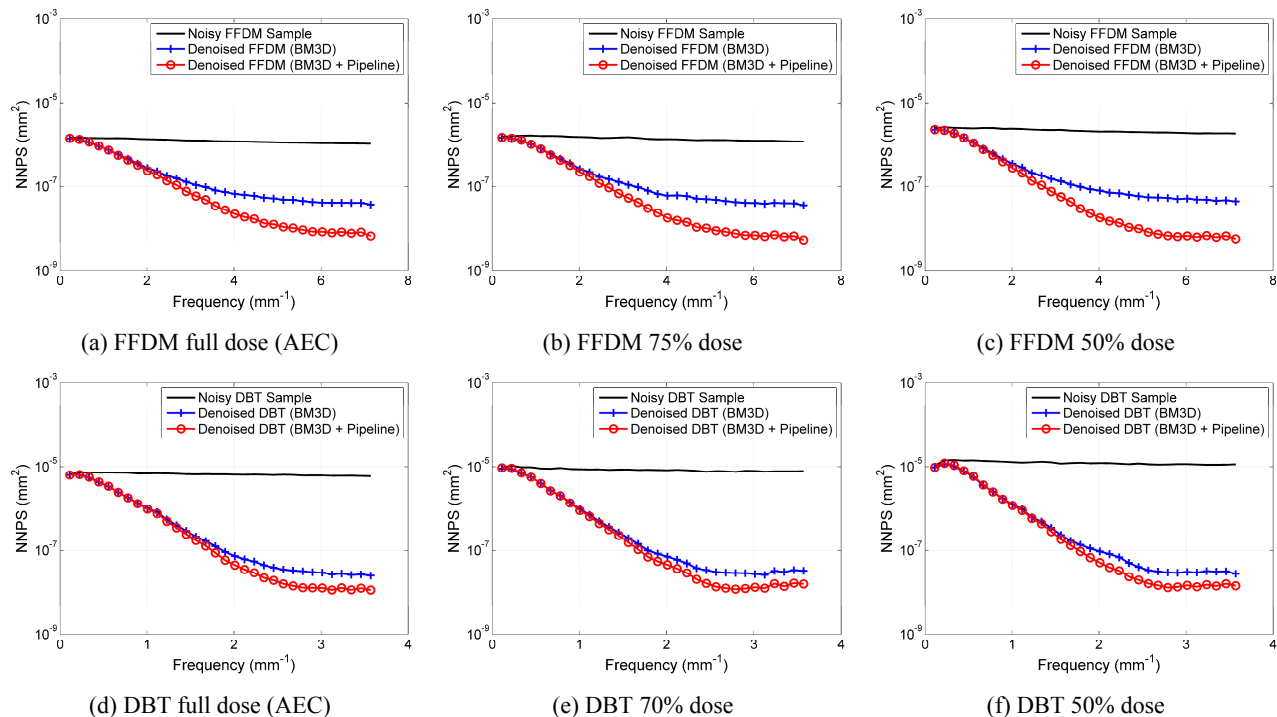 10^-3
10^-5
10^-7
10^-9
NNPS (mm^2)
Noisy FFDM Sample
Denoised FFDM (BM3D)
Denoised FFDM (BM3D + Pipeline)
0 2 4 6 8
Frequency (mm^-1)
(a) FFDM full dose (AEC)
10^-3
10^-5
10^-7
10^-9
NNPS (mm^2)
Noisy FFDM Sample
Denoised FFDM (BM3D)
Denoised FFDM (BM3D + Pipeline)
0 2 4 6 8
Frequency (mm^-1)
(b) FFDM 75% dose
10^-3
10^-5
10^-7
10^-9
NNPS (mm^2)
Noisy FFDM Sample
Denoised FFDM (BM3D)
Denoised FFDM (BM3D + Pipeline)
0 2 4 6 8
Frequency (mm^-1)
(c) FFDM 50% dose
10^-3
10^-5
10^-7
10^-9
NNPS (mm^2)
Noisy DBT Sample
Denoised DBT (BM3D)
Denoised DBT (BM3D + Pipeline)
0 1 2 3 4
Frequency (mm^-1)
(d) DBT full dose (AEC)
10^-3
10^-5
10^-7
10^-9
NNPS (mm^2)
Noisy DBT Sample
Denoised DBT (BM3D)
Denoised DBT (BM3D + Pipeline)
0 1 2 3 4
Frequency (mm^-1)
(e) DBT 70% dose
10^-3
10^-5
10^-7
10^-9
NNPS (mm^2)
Noisy DBT Sample
Denoised DBT (BM3D)
Denoised DBT (BM3D + Pipeline)
0 1 2 3 4
Frequency (mm^-1)
(f) DBT 50% dose